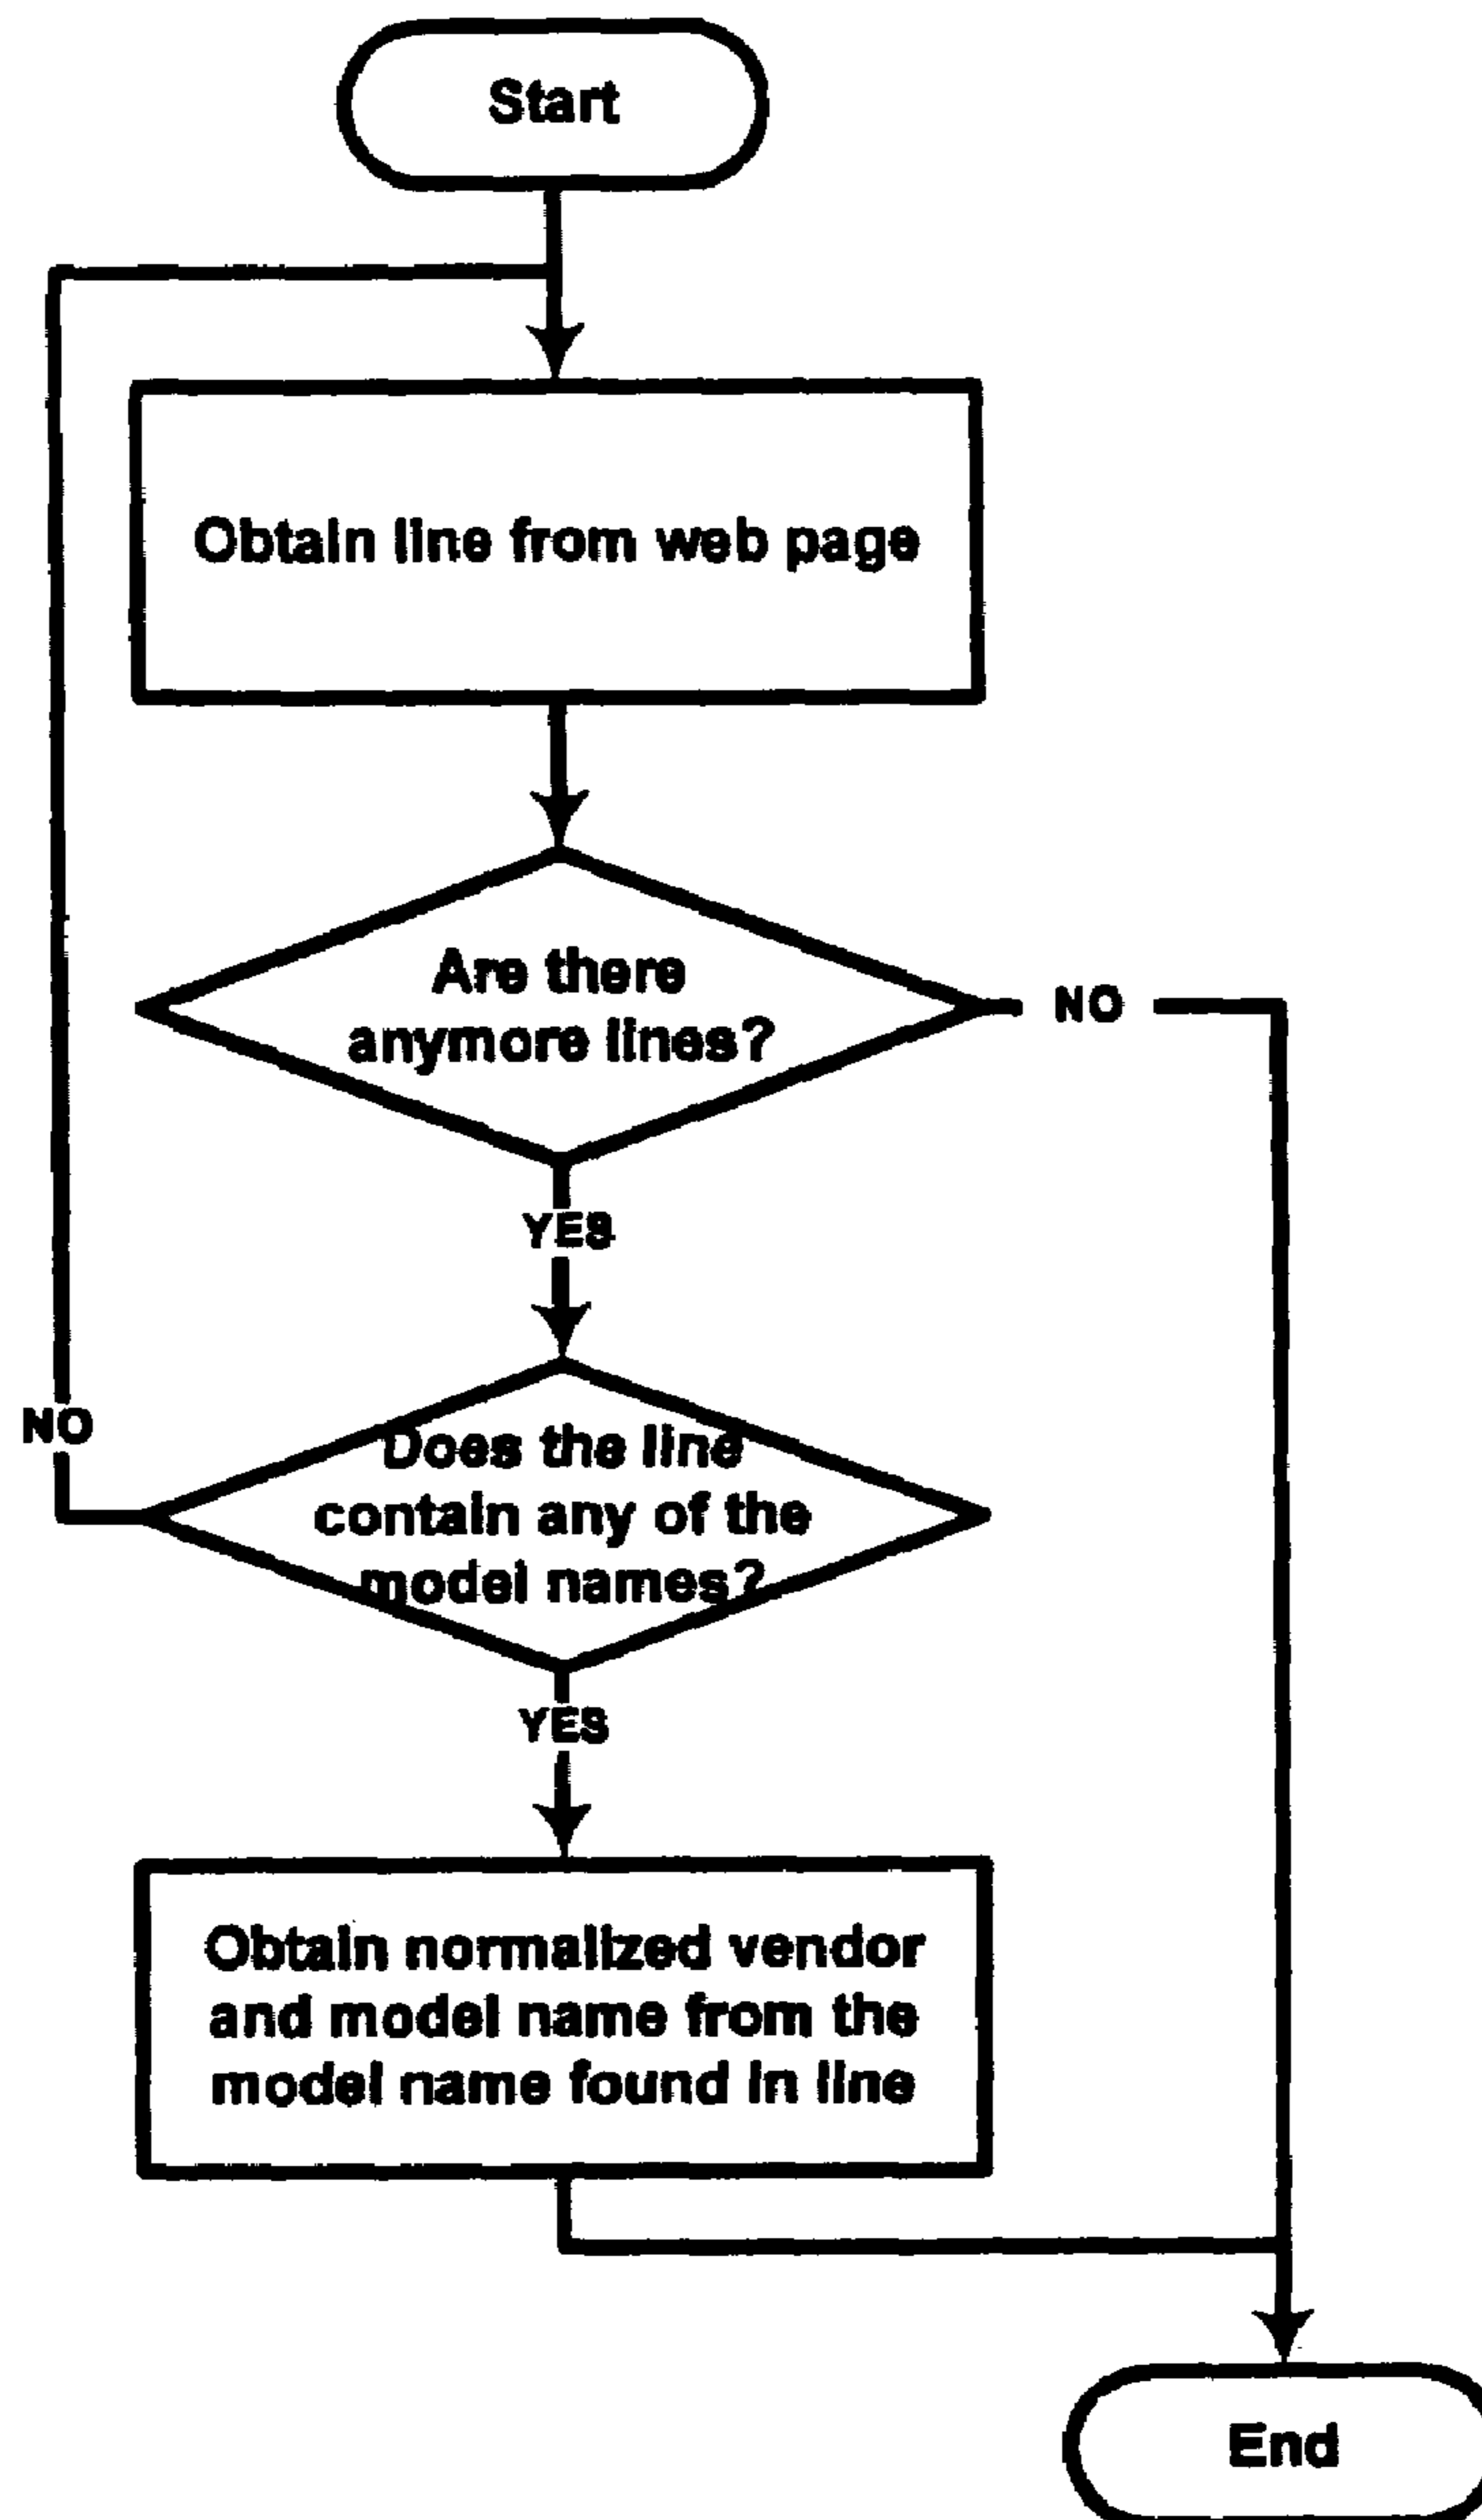 Start
Obtain line from web page
Are there
anymore lines?
NO
YES
NO
Does the line
contain any of the
model names?
YES
Obtain normalized vendor
and model name from the
model name found in line
End